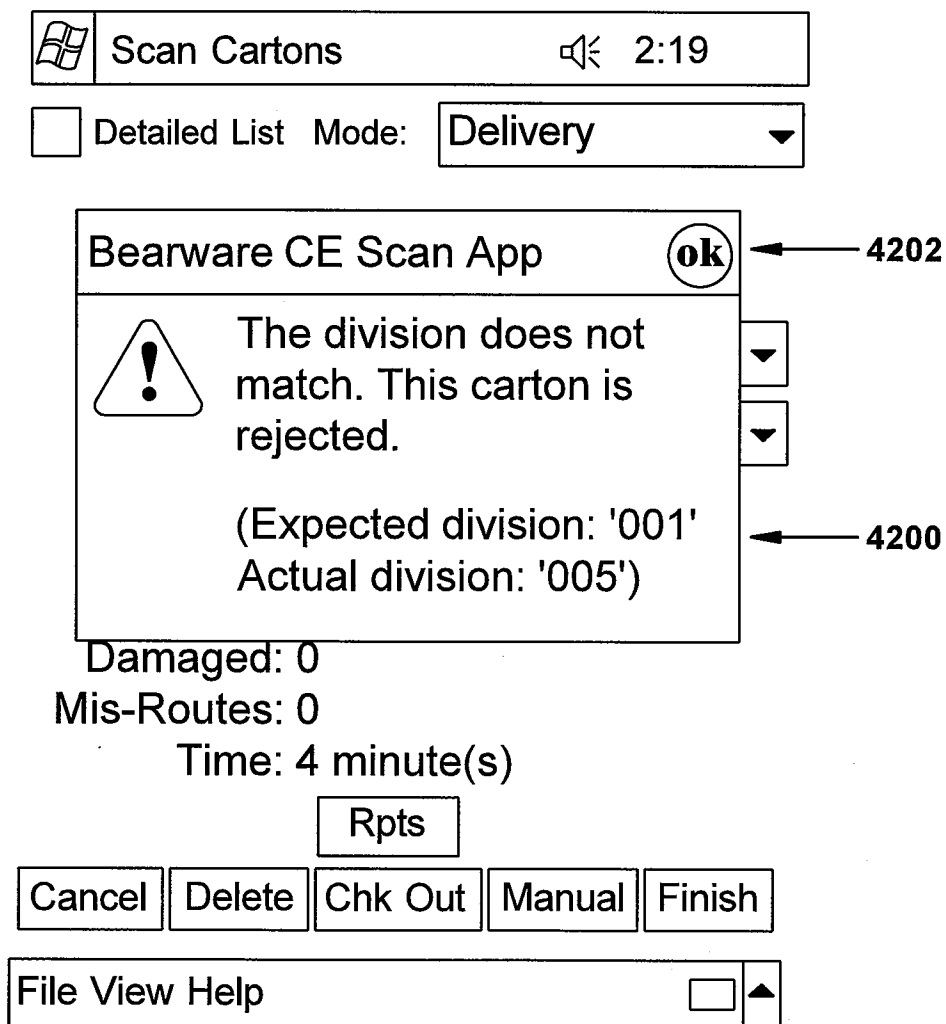 Scan Cartons 2:19
Detailed List Mode: Delivery
Bearware CE Scan App ok 4202
The division does not
match. This carton is
rejected.
(Expected division: '001'
4200
Actual division: '005')
Damaged: 0
Mis-Routes: 0
Time: 4 minute(s)
Rpts
Cancel Delete Chk Out Manual Finish
File View Help